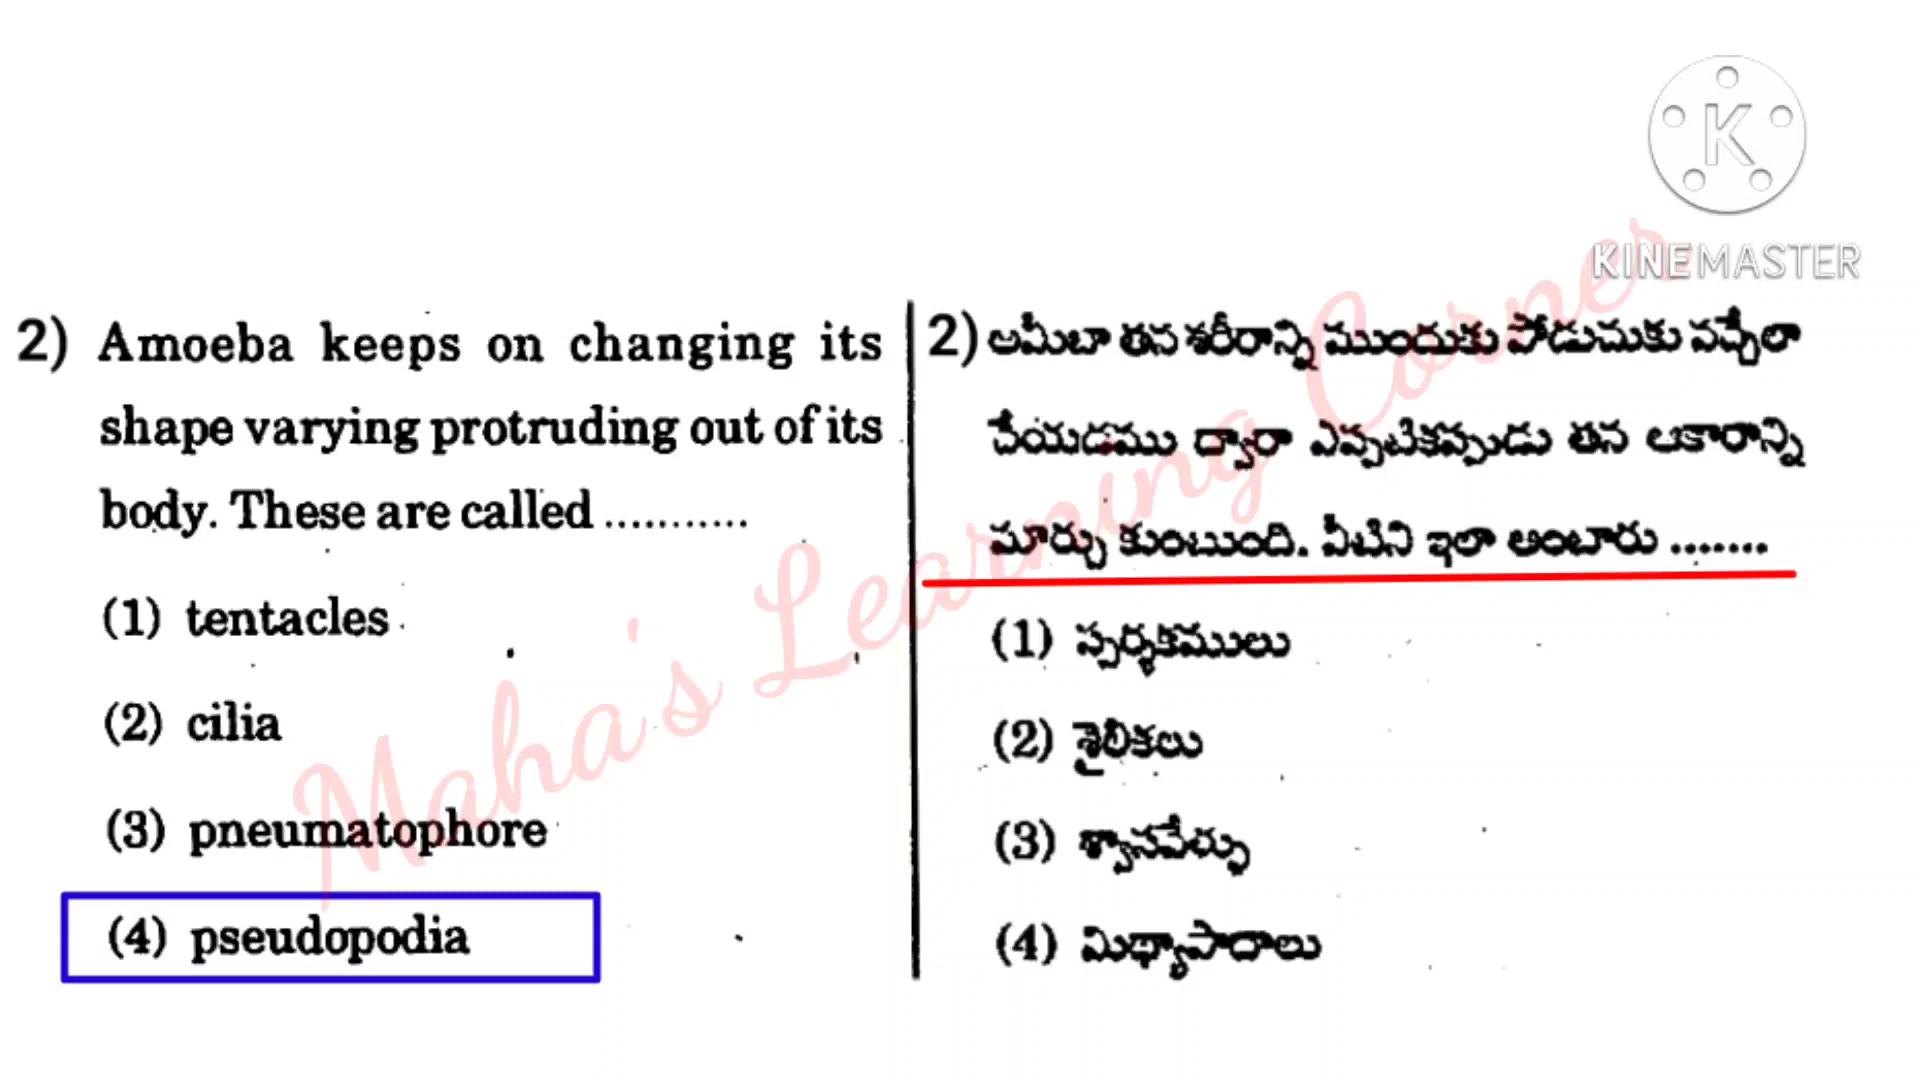 K
KINEMASTER
2) Amoeba keeps on changing its
shape varying protruding out of its
body. These are called ...........
(1) tentacles
(2) cilia
(3) pneumatophore
(4) pseudopodia
2) అమీబా తన శరీరాన్ని ముందుకు పోడుచుకు వచ్చేలా
చేయడము ద్వారా ఎప్పటికప్పుడు తన ఆకారాన్ని
మార్చు కుంటుంది. వీటిని ఇలా అంటారు .......
(1) స్పర్శకములు
(2) శైలికలు
(3) శ్వాసవేర్ళు
(4) మిథ్యాపాదాలు
Maha's Learning Corner